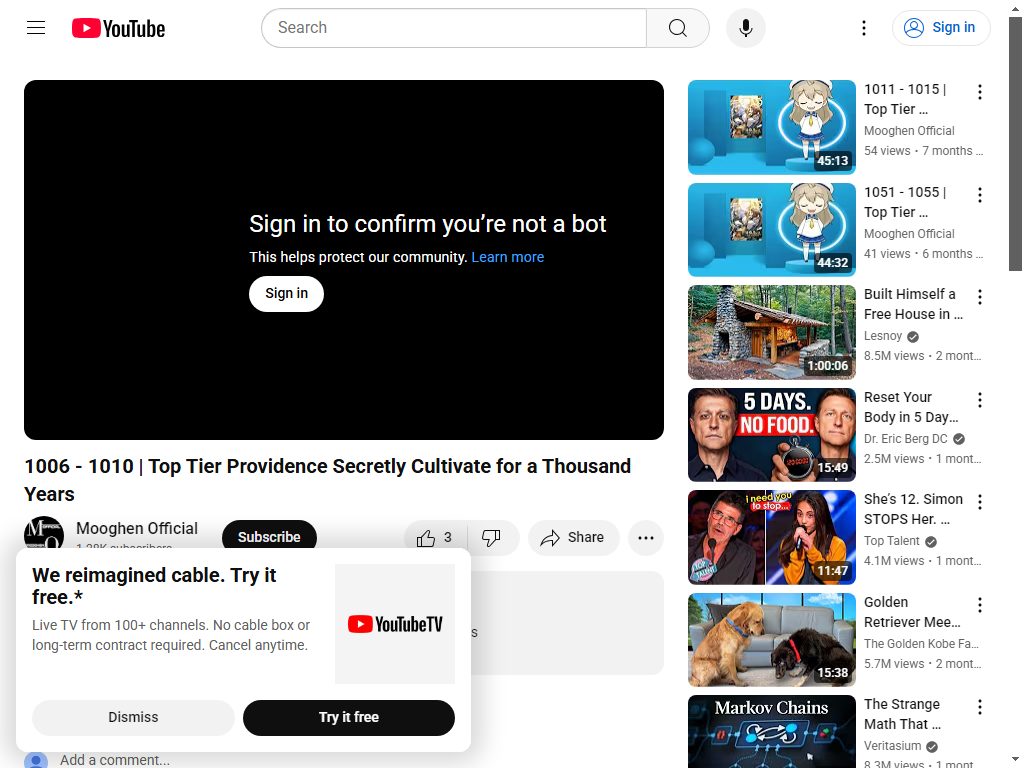 YouTube
Search
Sign in
Sign in to confirm you’re not a bot
This helps protect our community. Learn more
Sign in
1006 - 1010 | Top Tier Providence Secretly Cultivate for a Thousand
Years
Mooghen Official
Subscribe
3
Share
We reimagined cable. Try it
free.*
Live TV from 100+ channels. No cable box or
long-term contract required. Cancel anytime.
YouTubeTV
Dismiss
Try it free
Add a comment...
45:13
1011 - 1015 |
Top Tier ...
Mooghen Official
54 views • 7 months ...
44:32
1051 - 1055 |
Top Tier ...
Mooghen Official
41 views • 6 months ...
1:00:06
Built Himself a
Free House in ...
Lesnoy
8.5M views • 2 mont...
5 DAYS.
NO FOOD.
15:49
Reset Your
Body in 5 Day...
Dr. Eric Berg DC
2.5M views • 1 mont...
i need you
to stop...
TOP
TALENT
11:47
She’s 12. Simon
STOPS Her. ...
Top Talent
4.1M views • 1 mont...
15:38
Golden
Retriever Mee...
The Golden Kobe Fa...
5.7M views • 2 mont...
Markov Chains
The Strange
Math That ...
Veritasium
8.3M views • 1 mont...